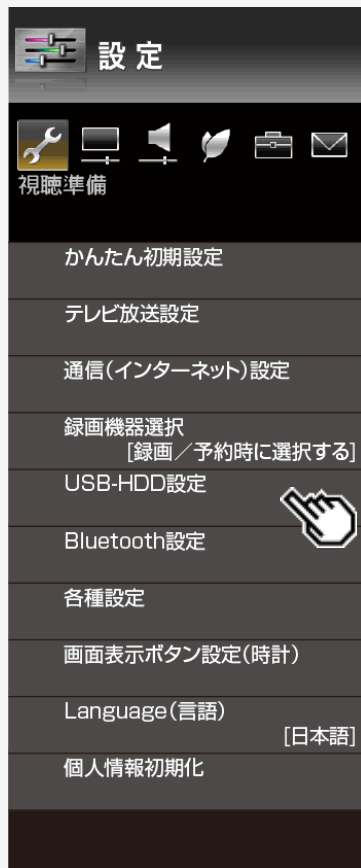 設定
視聴準備
かんたん初期設定
テレビ放送設定
通信(インターネット)設定
録画機器選択
[録画／予約時に選択する]
USB-HDD設定
Bluetooth設定
各種設定
画面表示ボタン設定(時計)
Language(言語)
[日本語]
個人情報初期化